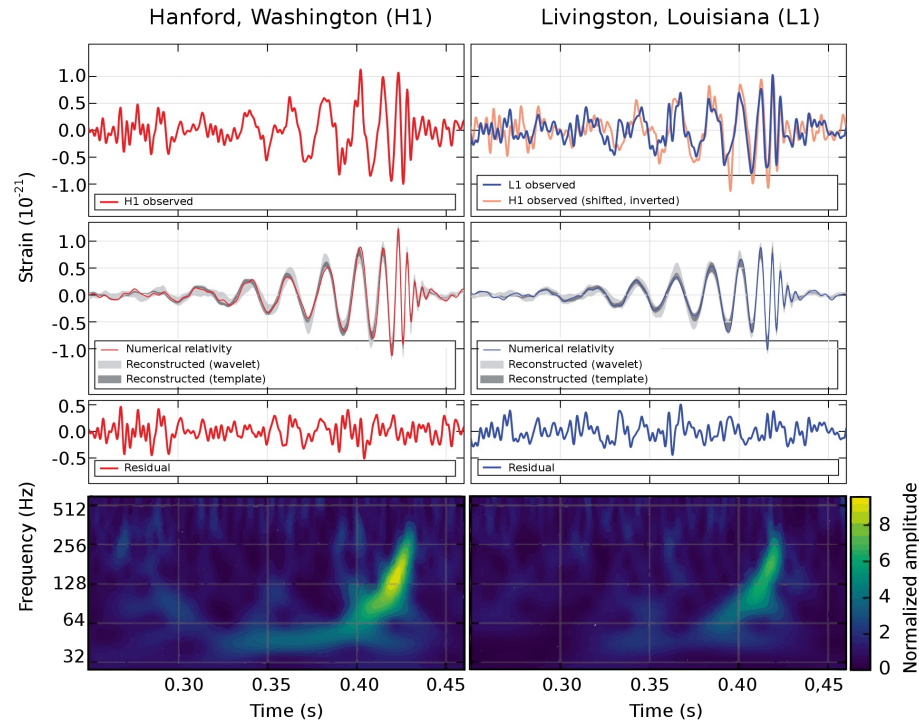 Hanford, Washington (H1)
Livingston, Louisiana (L1)
Strain (10⁻²¹)
1.0
0.5
0.0
-0.5
-1.0
H1 observed
L1 observed
H1 observed (shifted, inverted)
1.0
0.5
0.0
-0.5
-1.0
Numerical relativity
Reconstructed (wavelet)
Reconstructed (template)
Numerical relativity
Reconstructed (wavelet)
Reconstructed (template)
0.5
0.0
-0.5
Residual
Residual
Frequency (Hz)
512
256
128
64
32
Normalized amplitude
8
6
4
2
0
0.30
0,35
0.40
0,45
0.30
0.35
0.40
0,45
Time (s)
Time (s)